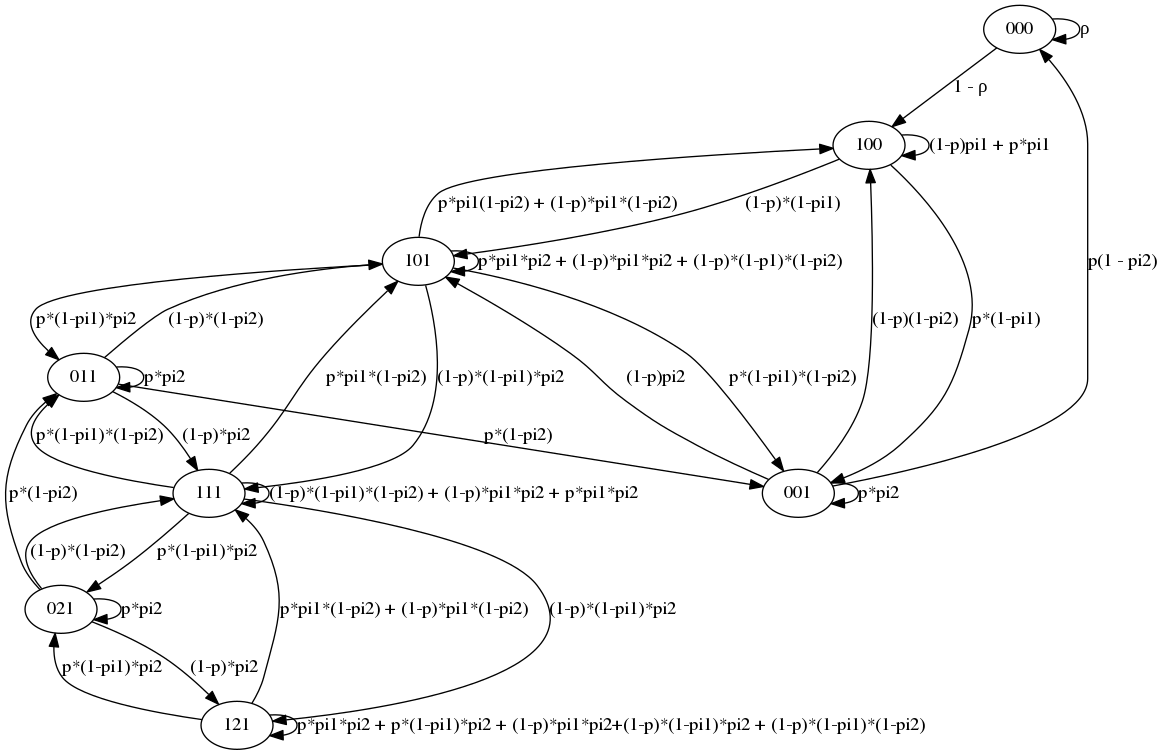 000
ρ
1 - ρ
100
(1-p)pi1 + p*pi1
p*pi1(1-pi2) + (1-p)*pi1*(1-pi2)
(1-p)*(1-pi1)
101
p*pi1*pi2 + (1-p)*pi1*pi2 + (1-p)*(1-p1)*(1-pi2)
p(1 - pi2)
p*(1-pi1)*pi2
(1-p)*(1-pi2)
(1-p)(1-pi2)
p*(1-pi1)
011
p*pi2
p*pi1*(1-pi2)
(1-p)*(1-pi1)*pi2
(1-p)pi2
p*(1-pi1)*(1-pi2)
p*(1-pi1)*(1-pi2)
(1-p)*pi2
p*(1-pi2)
p*(1-pi2)
111
(1-p)*(1-pi1)*(1-pi2) + (1-p)*pi1*pi2 + p*pi1*pi2
001
p*pi2
(1-p)*(1-pi2)
p*(1-pi1)*pi2
021
p*pi2
p*pi1*(1-pi2) + (1-p)*pi1*(1-pi2)
(1-p)*(1-pi1)*pi2
p*(1-pi1)*pi2
(1-p)*pi2
121
p*pi1*pi2 + p*(1-pi1)*pi2 + (1-p)*pi1*pi2+(1-p)*(1-pi1)*pi2 + (1-p)*(1-pi1)*(1-pi2)